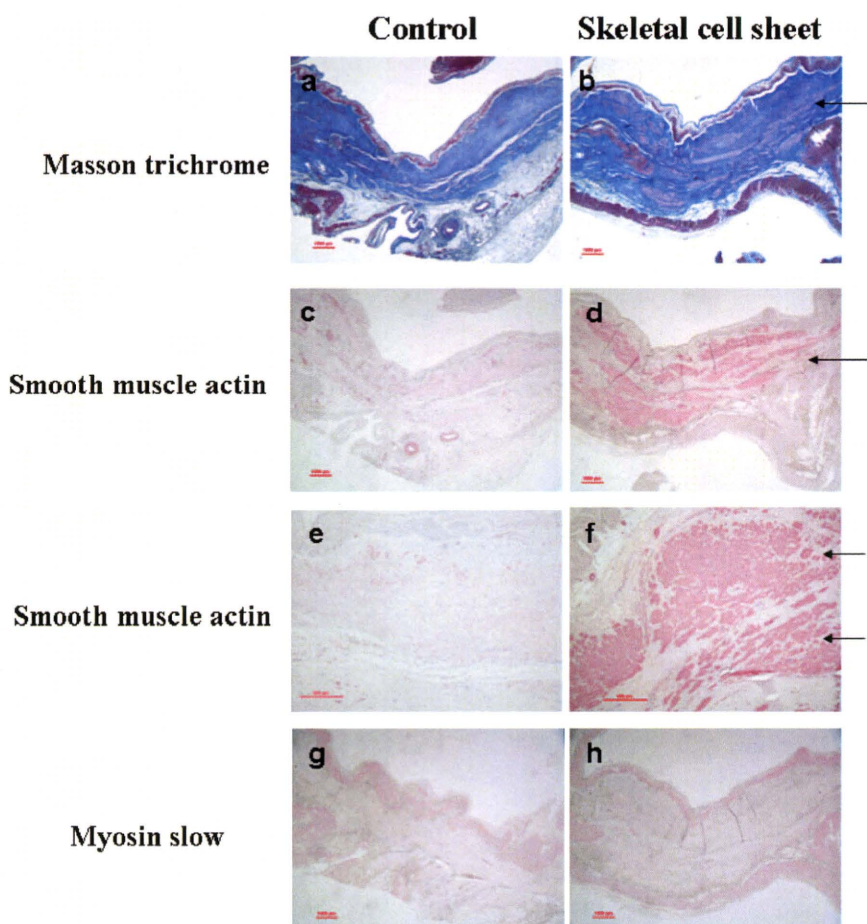 Control Skeletal cell sheet
Masson trichrome
a b
Smooth muscle actin
c d
Smooth muscle actin
e f
Myosin slow
g h